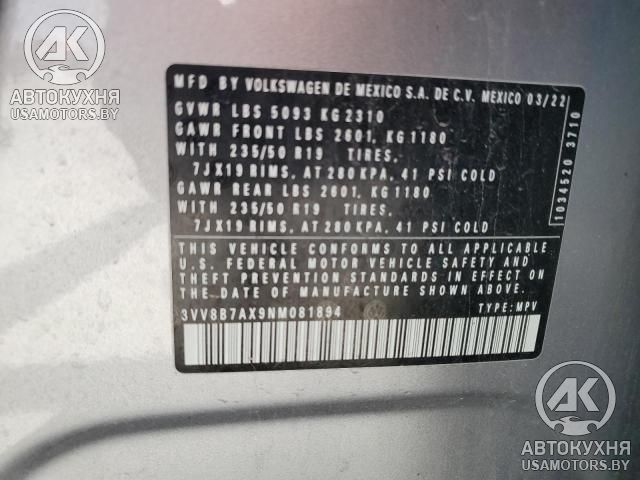 AK
АВТОКУХНЯ
USAMOTORS.BY
MFD BY VOLKSWAGEN DE MEXICO S.A. DE C.V. MEXICO 03/22
GVWR LBS 5093 KG 2310
GAWR FRONT LBS 2601, KG 1180
WITH 235/50 R19 TIRES.
7JX19 RIMS, AT 280 KPA, 41 PSI COLD
GAWR REAR LBS 2601, KG 1180
WITH 235/50 R19 TIRES.
7JX19 RIMS, AT 280 KPA, 41 PSI COLD
THIS VEHICLE CONFORMS TO ALL APPLICABLE
U.S. FEDERAL MOTOR VEHICLE SAFETY AND
THEFT PREVENTION STANDARDS IN EFFECT ON
THE DATE OF MANUFACTURE SHOWN ABOVE.
3VV8B7AX9NM081894 TYPE: MPV
1034520 3710
AK
АВТОКУХНЯ
USAMOTORS.BY